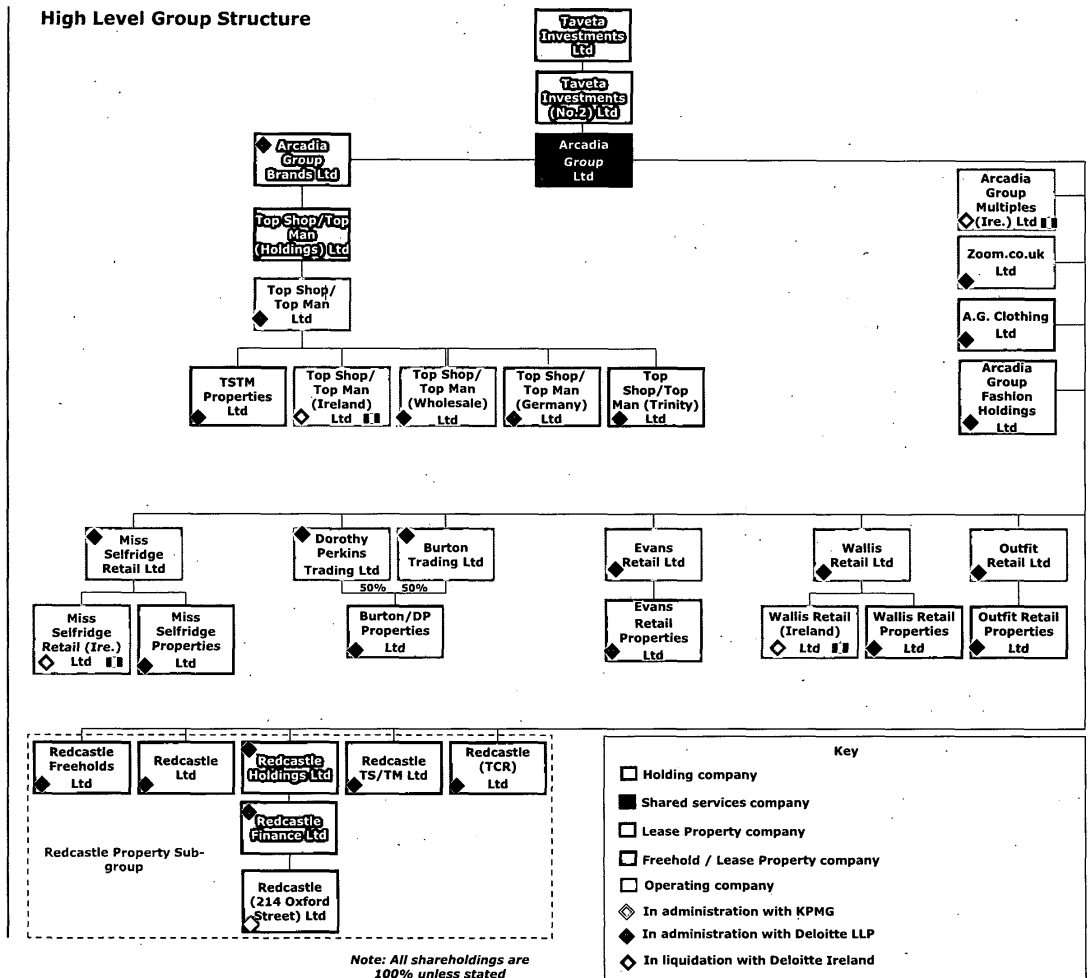 High Level Group Structure
Taveta
Investments
Ltd
Taveta
Investments
(No.2) Ltd
Arcadia
Group
Ltd
Arcadia
Group
Brands Ltd
Top Shop/Top
Man
(Holdings) Ltd
Top Shop/
Top Man
Ltd
Arcadia
Group
Multiples
(Ire.) Ltd
Zoom.co.uk
Ltd
A.G. Clothing
Ltd
Arcadia
Group
Fashion
Holdings
Ltd
TSTM
Properties
Ltd
Top Shop/
Top Man
(Ireland)
Ltd
Top Shop/
Top Man
(Wholesale)
Ltd
Top Shop/
Top Man
(Germany)
Ltd
Top
Shop/Top
Man (Trinity)
Ltd
Miss
Selfridge
Retail Ltd
Dorothy
Perkins
Trading Ltd
Burton
Trading Ltd
Evans
Retail Ltd
Wallis
Retail Ltd
Outfit
Retail Ltd
50% 50%
Miss
Selfridge
Retail (Ire.)
Ltd
Miss
Selfridge
Properties
Ltd
Burton/DP
Properties
Ltd
Evans
Retail
Properties
Ltd
Wallis Retail
(Ireland)
Ltd
Wallis Retail
Properties
Ltd
Outfit Retail
Properties
Ltd
Redcastle
Freeholds
Ltd
Redcastle
Ltd
Redcastle
Holdings Ltd
Redcastle
TS/TM Ltd
Redcastle
(TCR)
Ltd
Redcastle
Finance Ltd
Redcastle
(214 Oxford
Street) Ltd
Redcastle Property Sub-
group
Note: All shareholdings are
100% unless stated
Key
Holding company
Shared services company
Lease Property company
Freehold / Lease Property company
Operating company
In administration with KPMG
In administration with Deloitte LLP
In liquidation with Deloitte Ireland